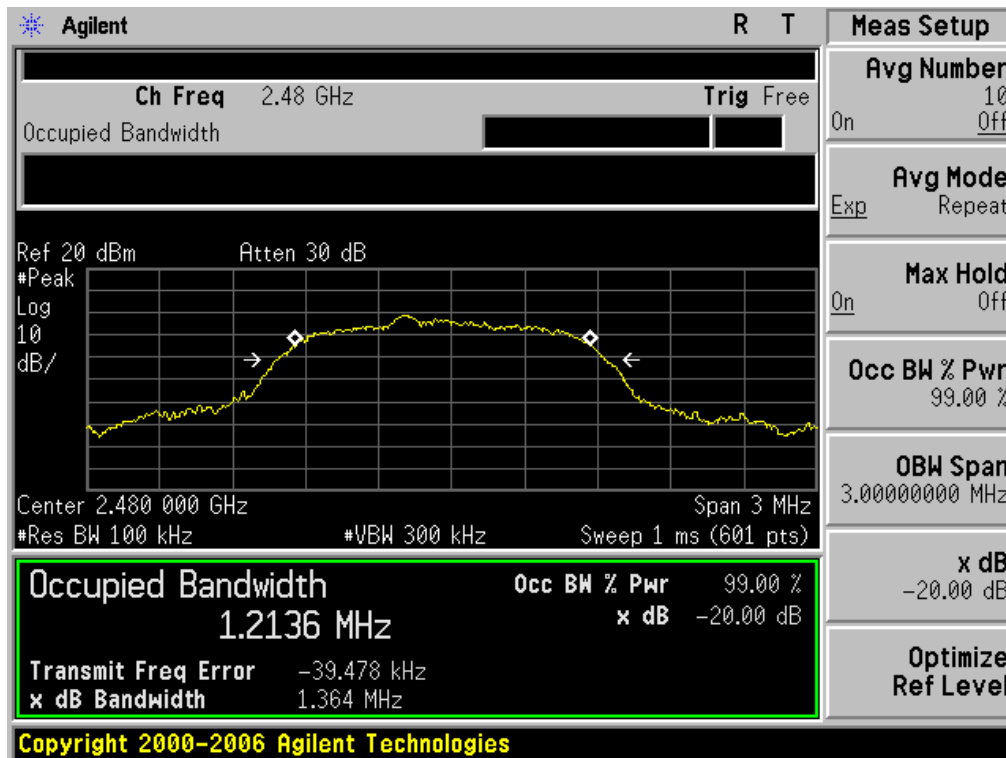 Agilent R T
Ch Freq 2.48 GHz Trig Free
Occupied Bandwidth
Ref 20 dBm Atten 30 dB
#Peak
Log
10
dB/
Center 2.480 000 GHz Span 3 MHz
#Res BW 100 kHz #VBW 300 kHz Sweep 1 ms (601 pts)
Occupied Bandwidth
1.2136 MHz
Occ BW % Pwr 99.00 %
x dB -20.00 dB
Transmit Freq Error -39.478 kHz
x dB Bandwidth 1.364 MHz
Copyright 2000-2006 Agilent Technologies
Meas Setup
Avg Number
10
On Off
Avg Mode
Exp Repeat
Max Hold
On Off
Occ BW % Pwr
99.00 %
OBW Span
3.00000000 MHz
x dB
-20.00 dB
Optimize
Ref Level